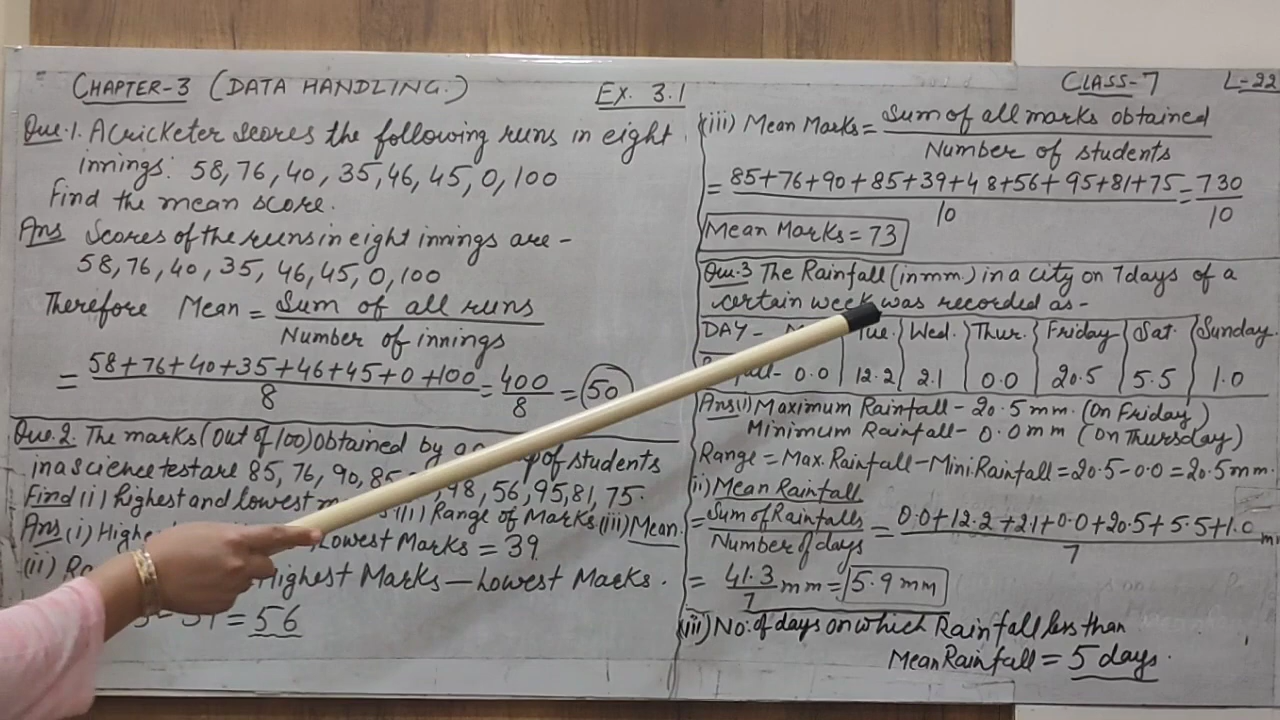 CHAPTER-3 (DATA HANDLING.)
EX. 3.1
CLASS-7
L-22
Que.1. A Cricketer scores the following runs in eight
innings: 58, 76, 40, 35, 46, 45, 0, 100
Find the mean score.
Ans Scores of the runs in eight innings are -
58, 76, 40, 35, 46, 45, 0, 100
Therefore Mean = Sum of all runs
Number of innings
= 58+76+40+35+46+45+0+100 = 400 = 50
8 8
Que.2. The marks (out of 100) obtained by a of students
in a science test are 85, 76, 90, 85, 48, 56, 95, 81, 75.
Find (i) highest and lowest (ii) Range of Marks (iii) Mean.
Ans (i) Lowest Marks = 39
(ii) Highest Marks - Lowest Marks.
= 56
(iii) Mean Marks = Sum of all marks obtained
Number of students
= 85+76+90+85+39+48+56+95+81+75 = 730
10 10
Mean Marks = 73
Que.3 The Rainfall (in mm.) in a city on 7 days of a
certain week was recorded as -
DAY - Tue. Wed. Thur. Friday Sat. Sunday
0.0 12.2 2.1 0.0 20.5 5.5 1.0
Ans (i) Maximum Rainfall - 20.5 mm. (On Friday)
Minimum Rainfall - 0.0 mm (On Thursday)
Range = Max. Rainfall - Mini. Rainfall = 20.5 - 0.0 = 20.5 mm.
(ii) Mean Rainfall
= Sum of Rainfalls = 0.0+12.2+2.1+0.0+20.5+5.5+1.0 mm
Number of days 7
= 41.3 mm = 5.9 mm
7
(iii) No. of days on which Rainfall less than
Mean Rainfall = 5 days.